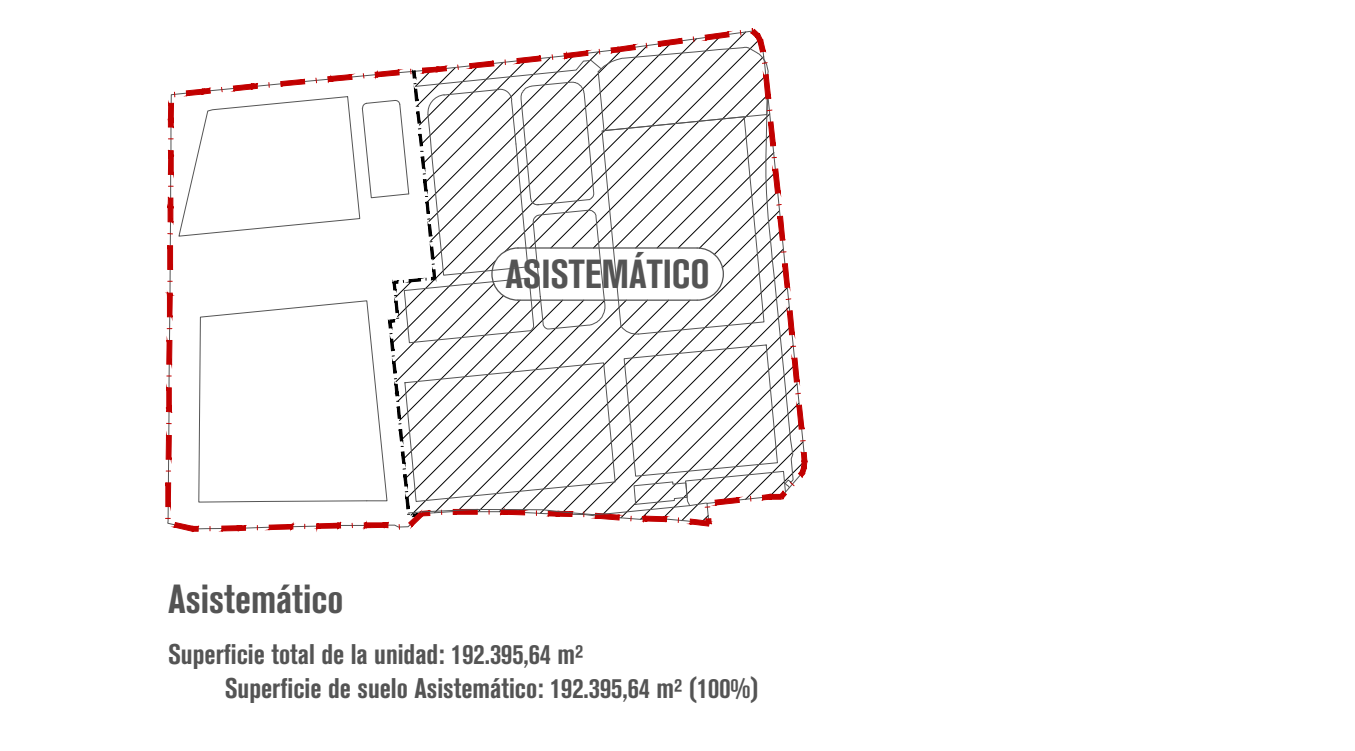 ASISTEMÁTICO
Asistemático
Superficie total de la unidad: 192.395,64 m²
Superficie de suelo Asistemático: 192.395,64 m² (100%)